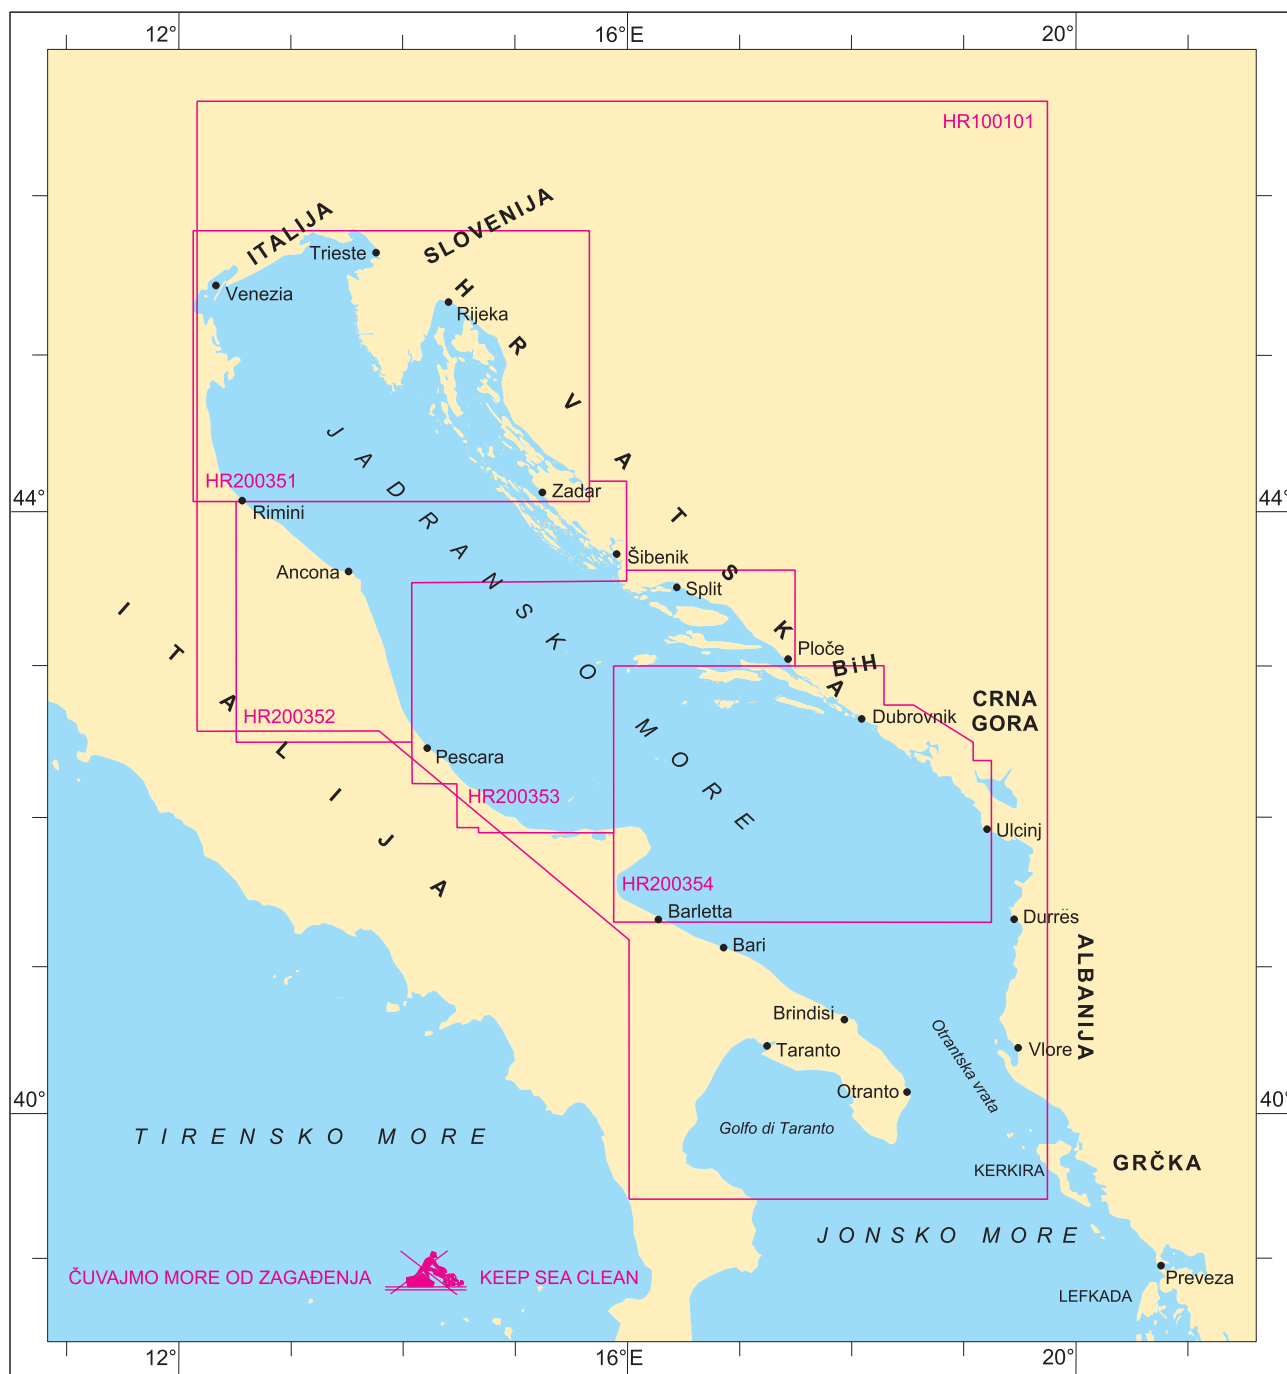 12° 16°E 20°
HR100101
ITALIJA
SLOVENIJA
Trieste
Venezia
Rijeka
HRVATSKA
JADRANSKO MORE
HR200351
Zadar
44° 44°
Rimini
Šibenik
Ancona
Split
ITALIJA
Ploče
BiH
CRNA
GORA
Dubrovnik
HR200352
Pescara
HR200353
Ulcinj
HR200354
Barletta
Durrës
Bari
ALBANIJA
Brindisi
Otrantska vrata
Taranto
Vlore
Otranto
40° 40°
Golfo di Taranto
TIRENSKO MORE
KERKIRA
GRČKA
JONSKO MORE
ČUVAJMO MORE OD ZAGAĐENJA KEEP SEA CLEAN
Preveza
LEFKADA
12° 16°E 20°